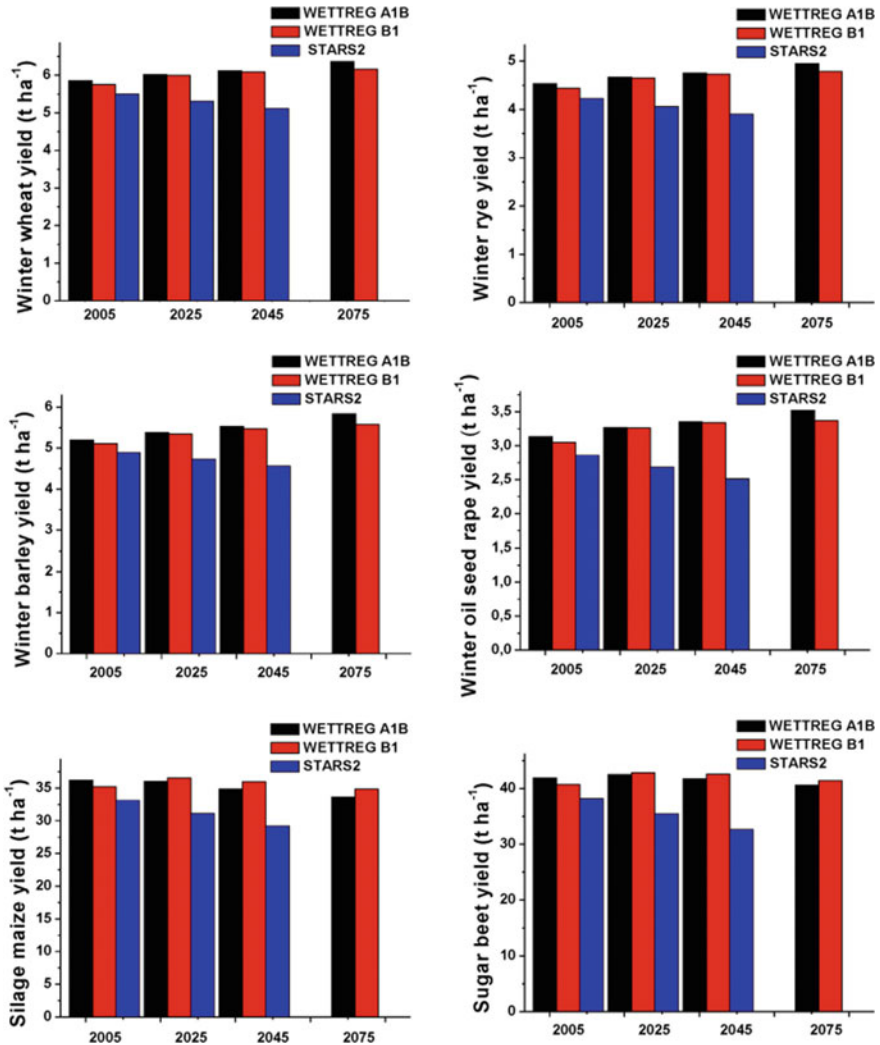 WETTREG A1B
WETTREG B1
STARS2
Winter wheat yield (t ha⁻¹)
6
5
4
3
2
1
0
2005 2025 2045 2075
WETTREG A1B
WETTREG B1
STARS2
Winter rye yield (t ha⁻¹)
5
4
5
2
1
0
2005 2025 2045 2075
WETTREG A1B
WETTREG B1
STARS2
Winter barley yield (t ha⁻¹)
6
5
4
3
2
1
0
2005 2025 2045 2075
WETTREG A1B
WETTREG B1
STARS2
Winter oil seed rape yield (t ha⁻¹)
3,5
3,0
2,5
2,0
1,5
1,0
0,5
0,0
2005 2025 2045 2075
WETTREG A1B
WETTREG B1
STARS2
Silage maize yield (t ha⁻¹)
35
30
25
20
15
10
5
0
2005 2025 2045 2075
WETTREG A1B
WETTREG B1
STARS2
Sugar beet yield (t ha⁻¹)
40
30
20
10
0
2005 2025 2045 2075